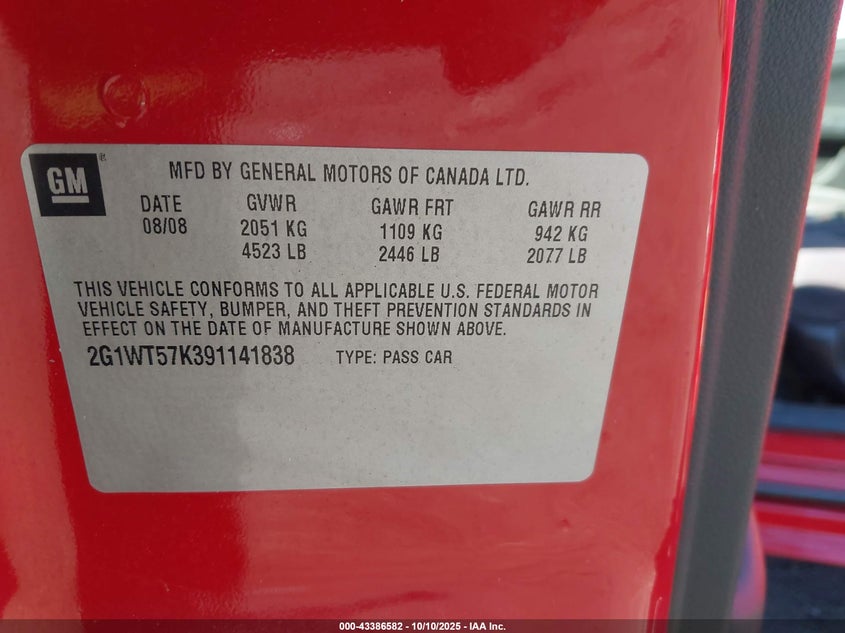 GM ®
MFD BY GENERAL MOTORS OF CANADA LTD.
DATE GVWR GAWR FRT GAWR RR
08/08 2051 KG 1109 KG 942 KG
4523 LB 2446 LB 2077 LB
THIS VEHICLE CONFORMS TO ALL APPLICABLE U.S. FEDERAL MOTOR
VEHICLE SAFETY, BUMPER, AND THEFT PREVENTION STANDARDS IN
EFFECT ON THE DATE OF MANUFACTURE SHOWN ABOVE.
2G1WT57K391141838 TYPE: PASS CAR
000-43386582 - 10/10/2025 - IAA Inc.